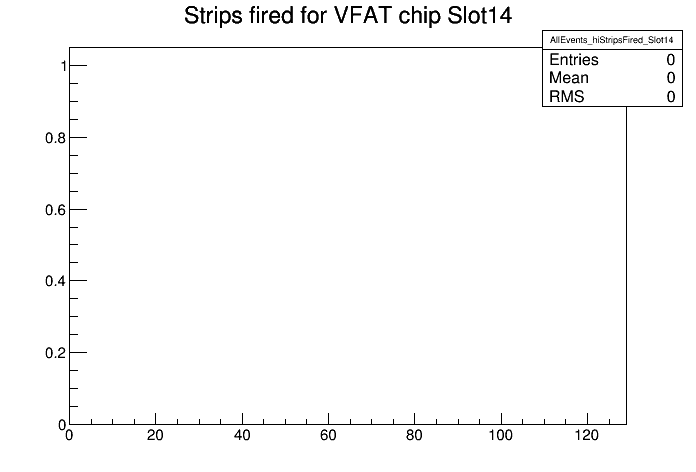 Strips fired for VFAT chip Slot14
AllEvents_hiStripsFired_Slot14
Entries 0
Mean 0
RMS 0
1
0.8
0.6
0.4
0.2
0
0 20 40 60 80 100 120